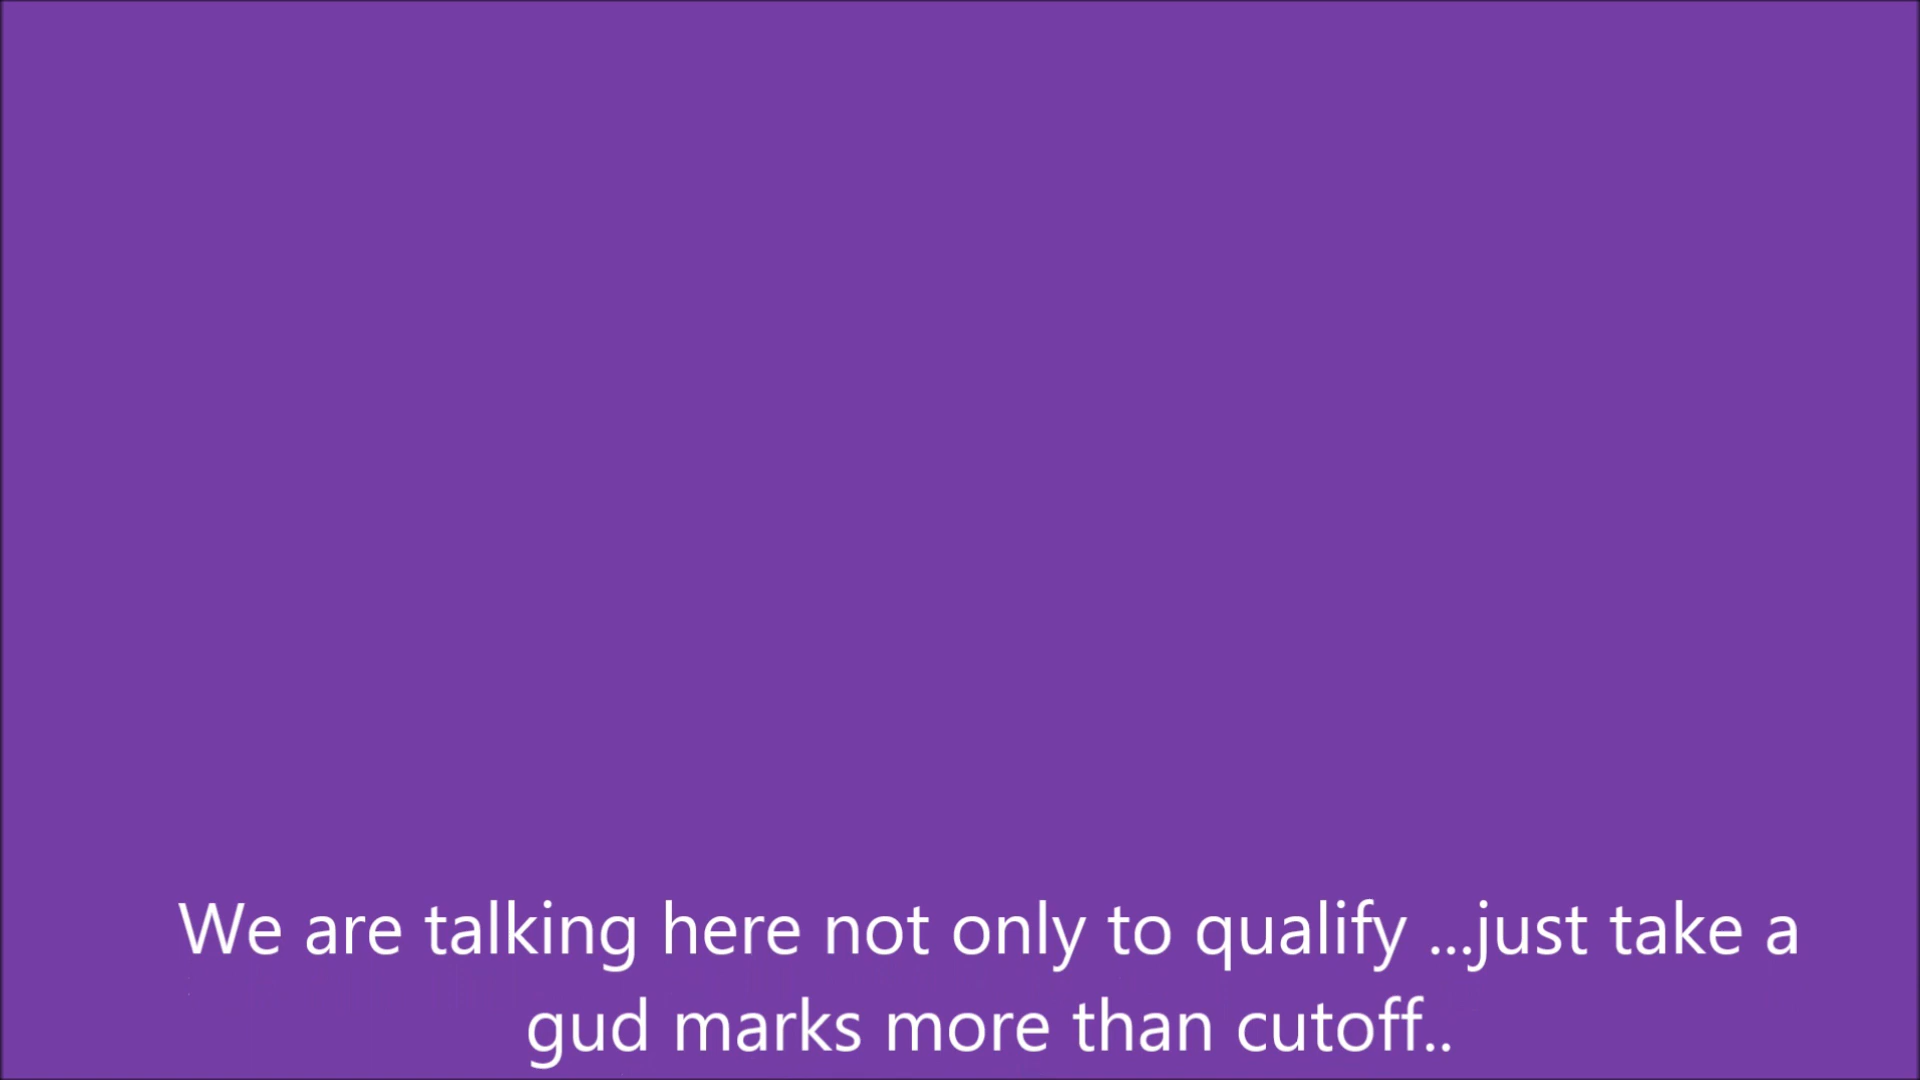 We are talking here not only to qualify ...just take a
gud marks more than cutoff..